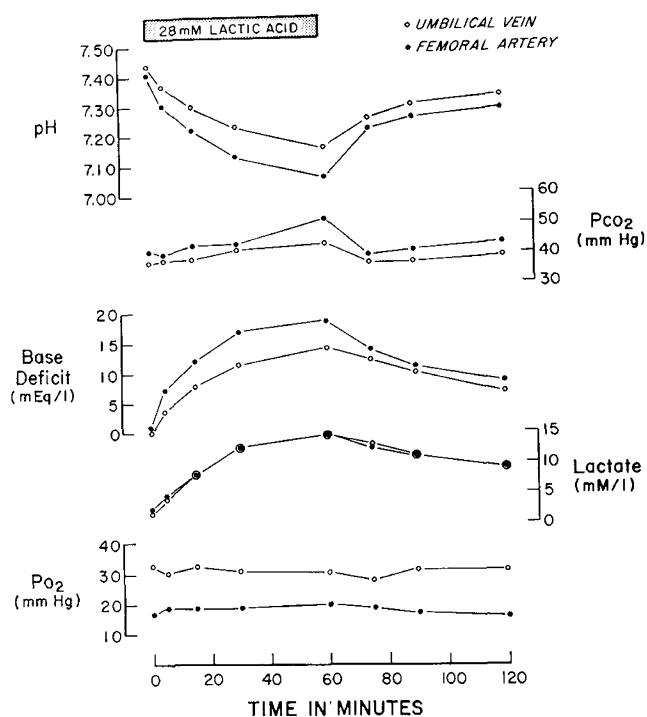 28mM LACTIC ACID
○ UMBILICAL VEIN
● FEMORAL ARTERY
pH
7.50
7.40
7.30
7.20
7.10
7.00
60
50
40
30
Pco2
(mm Hg)
Base
Deficit
(mEq/l)
20
15
10
5
0
15
10
5
0
Lactate
(mM/l)
Po2
(mm Hg)
40
30
20
10
0 20 40 60 80 100 120
TIME IN MINUTES